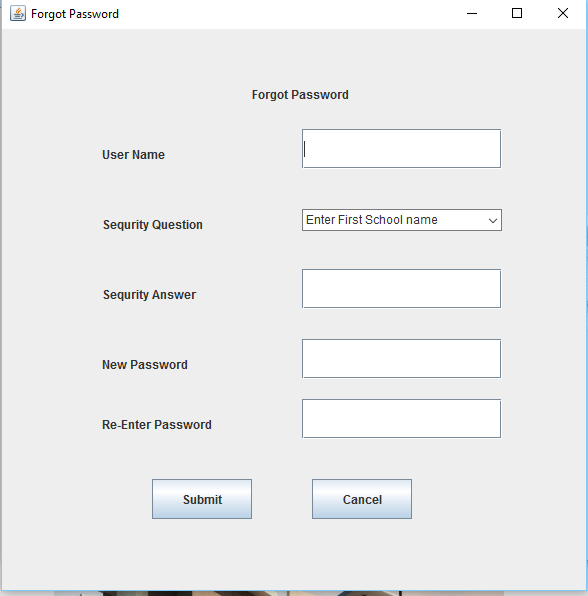 Forgot Password
Forgot Password
User Name
Sequrity Question Enter First School name
Sequrity Answer
New Password
Re-Enter Password
Submit Cancel